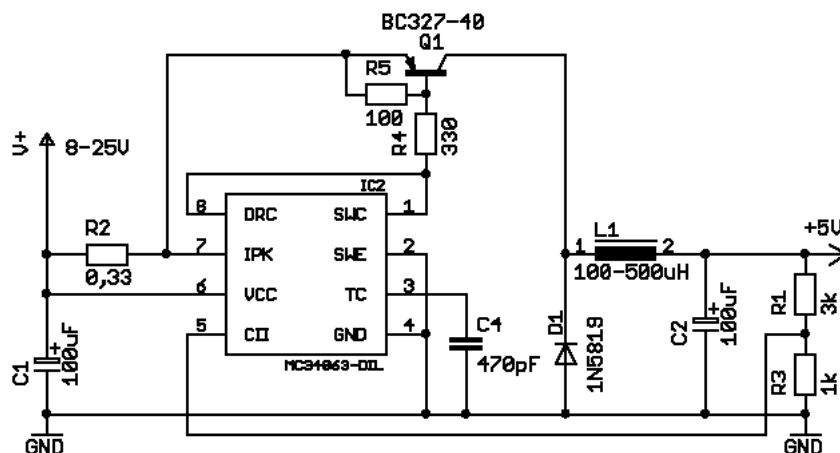 BC327-40
Q1
R5
100
R4
330
V+
8-25V
IC2
8 DRC SWC 1
7 IPK SWE 2
6 VCC TC 3
5 CII GND 4
MC34063-DIL
R2
0,33
C1
+
100uF
GND
C4
470pF
D1
1N5819
1 L1 2
100-500uH
+5V
C2
+
100uF
R1
3k
R3
1k
GND